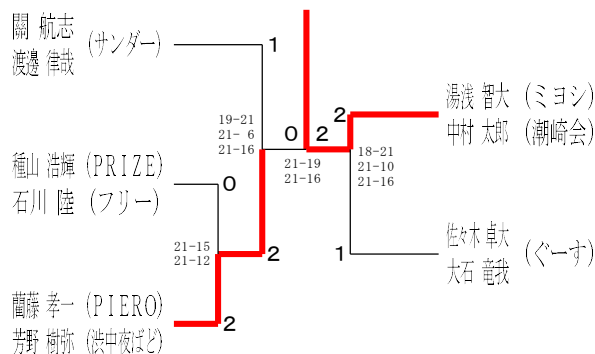 關 航志
渡邊 律哉
(サンダー)
1
19-21
21- 6
21-16
種山 浩輝 (PRIZE)
石川 陸 (フリー)
0
21-15
21-12
2
藺藤 孝一 (PIERO)
芳野 樹弥 (渋中夜ばど)
2
0
2
21-19
21-16
2
湯浅 智大 (ミヨシ)
中村 太郎 (潮崎会)
18-21
21-10
21-16
1
佐々木 卓大
大石 竜我
(ぐーす)